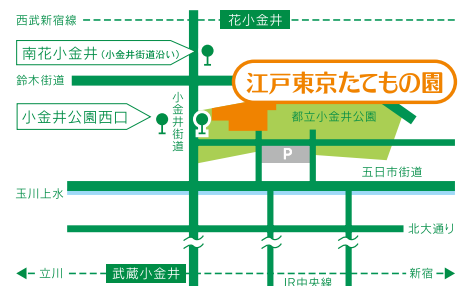 西武新宿線
花小金井
南花小金井(小金井街道沿い)
江戸東京たてもの園
鈴木街道
小金井公園西口
小金井街道
都立小金井公園
P
五日市街道
玉川上水
北大通り
立川
武蔵小金井
新宿
JR中央線